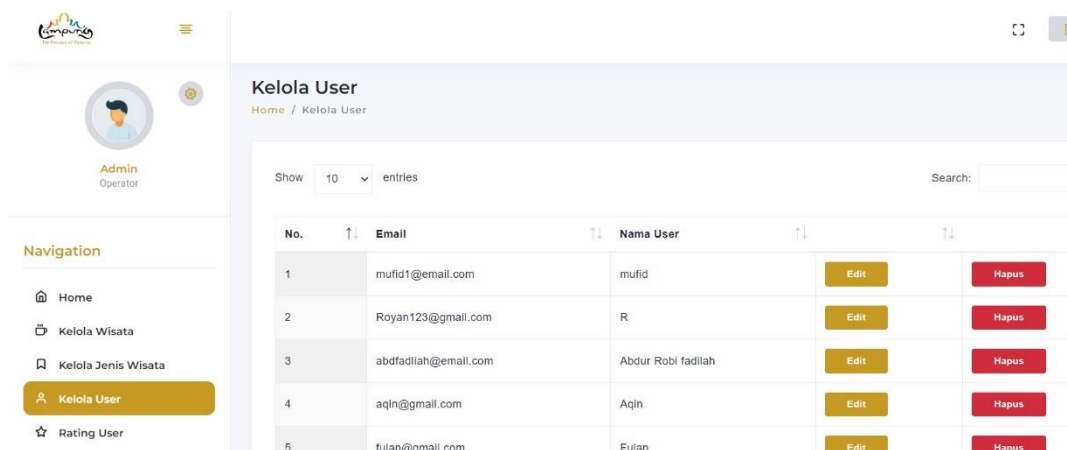 Lampung
Kelola User
Home / Kelola User
Admin
Operator
Show 10 entries
Search:
Navigation
Home
Kelola Wisata
Kelola Jenis Wisata
Kelola User
Rating User
No. Email Nama User
1 mufid1@email.com mufid Edit Hapus
2 Royan123@gmail.com R Edit Hapus
3 abdfadliah@email.com Abdur Robi fadilah Edit Hapus
4 aqin@gmail.com Aqin Edit Hapus
5 fulan@gmail.com Fulan Edit Hapus